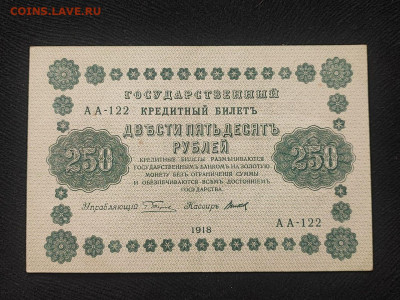 COINS.LAVE.RU
ГОСУДАРСТВЕННЫЙ
АА-122 КРЕДИТНЫЙ БИЛЕТЪ
ДВѢСТИ ПЯТЬДЕСЯТЪ
РУБЛЕЙ
250 250
КРЕДИТНЫЕ БИЛЕТЫ РАЗМѢНИВАЮТСЯ
ГОСУДАРСТВЕННЫМЪ БАНКОМЪ НА ЗОЛОТУЮ
МОНЕТУ БЕЗЪ ОГРАНИЧЕНІЯ СУММЫ
И ОБЕЗПЕЧИВАЮТСЯ ВСѢМЪ ДОСТОЯНІЕМЪ
ГОСУДАРСТВА.
Управляющій Кассиръ
АА-122
1918